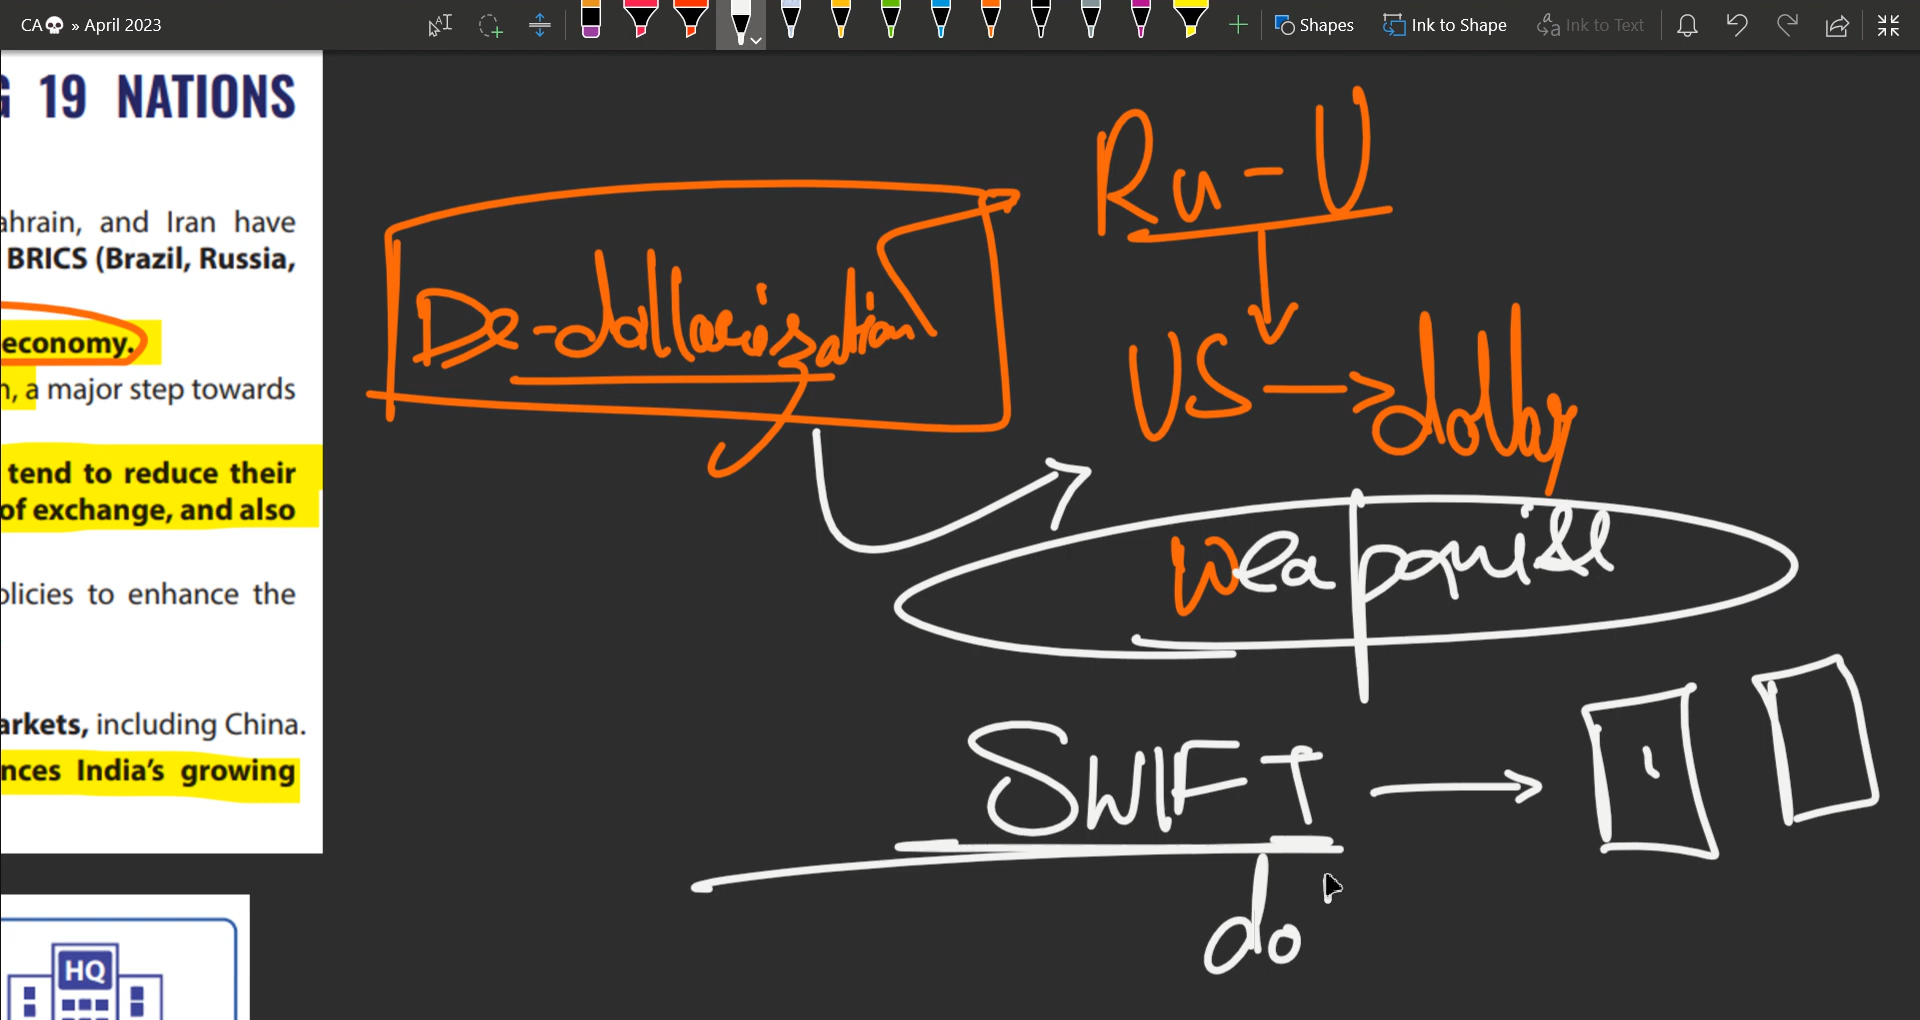 CA💀 » April 2023
Shapes
Ink to Shape
Ink to Text
G 19 NATIONS
ahrain, and Iran have
BRICS (Brazil, Russia,
economy.
n, a major step towards
tend to reduce their
of exchange, and also
olicies to enhance the
arkets, including China.
nces India's growing
HQ
Ru-U
De-dollarization
US → dollar
Weaponise
SWIFT →
do